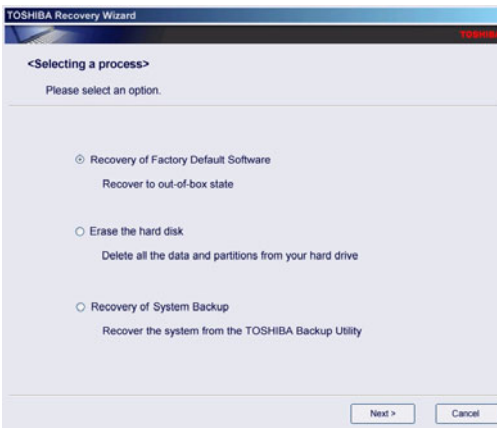 TOSHIBA Recovery Wizard
TOSHIBA
<Selecting a process>
Please select an option.
Recovery of Factory Default Software
Recover to out-of-box state
Erase the hard disk
Delete all the data and partitions from your hard drive
Recovery of System Backup
Recover the system from the TOSHIBA Backup Utility
Next >
Cancel